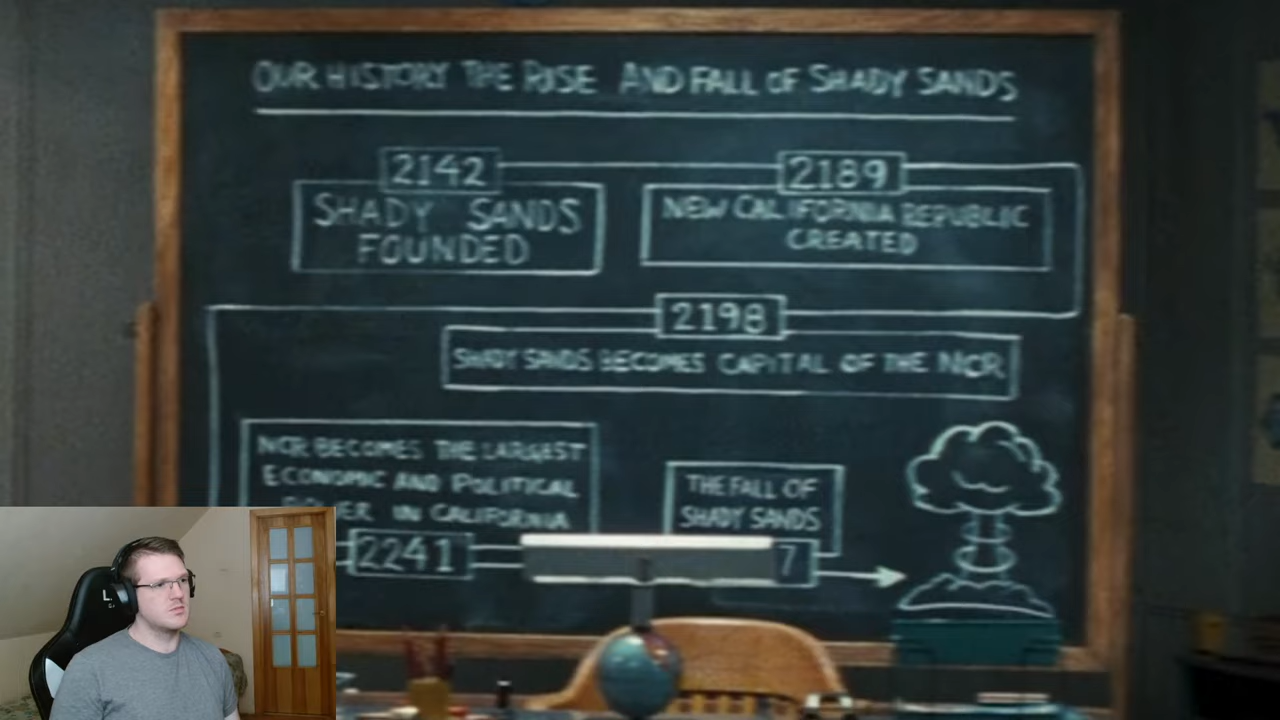 OUR HISTORY THE RISE AND FALL OF SHADY SANDS
2142
SHADY SANDS
FOUNDED
2189
NEW CALIFORNIA REPUBLIC
CREATED
2198
SHADY SANDS BECOMES CAPITAL OF THE NCR
NCR BECOMES THE LARGEST
ECONOMIC AND POLITICAL
IN CALIFORNIA
2241
THE FALL OF
SHADY SANDS
7